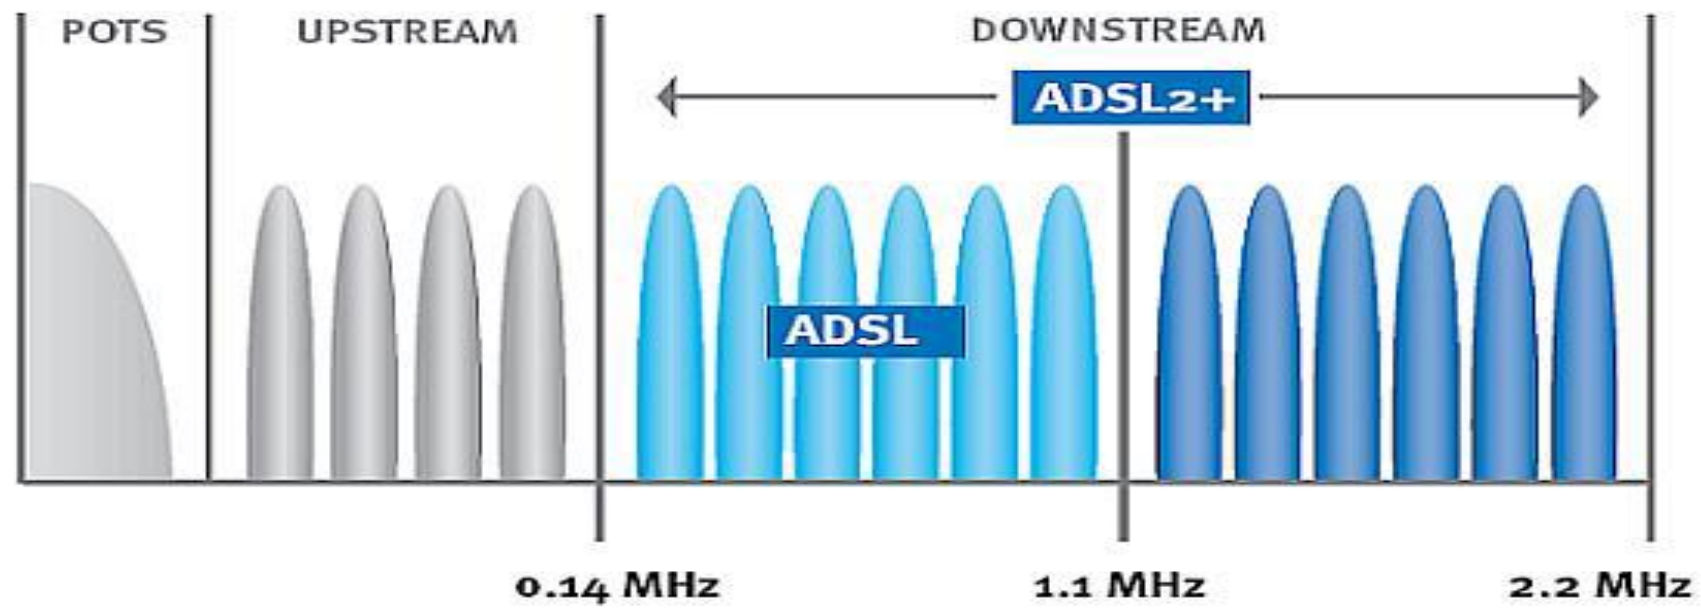 POTS UPSTREAM DOWNSTREAM
ADSL2+
ADSL
0.14 MHz 1.1 MHz 2.2 MHz